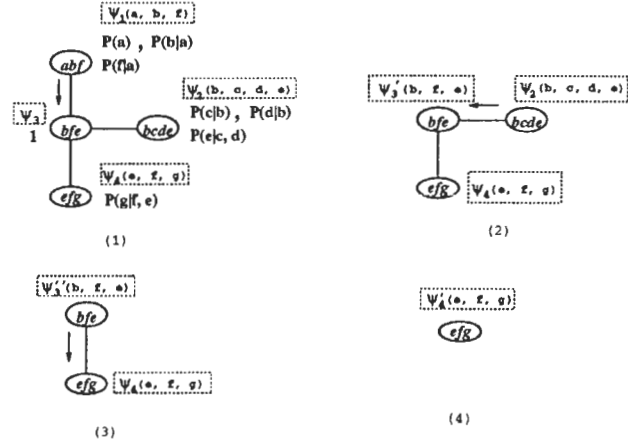 Ψ₁(a, b, f)
P(a) , P(b|a)
P(f|a)
abf
Ψ₃
1
bfe
Ψ₂(b, c, d, e)
P(c|b) , P(d|b)
P(e|c, d)
bcde
Ψ₄(e, f, g)
efg
P(g|f, e)
(1)
Ψ₃'(b, f, e)
Ψ₂(b, c, d, e)
bfe
bcde
efg
Ψ₄(e, f, g)
(2)
Ψ₃''(b, f, e)
bfe
efg
Ψ₄(e, f, g)
(3)
Ψ₄'(e, f, g)
efg
(4)